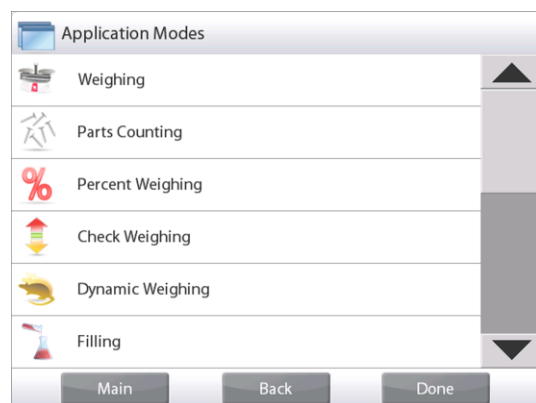 Application Modes
Weighing
Parts Counting
Percent Weighing
Check Weighing
Dynamic Weighing
Filling
Main Back Done